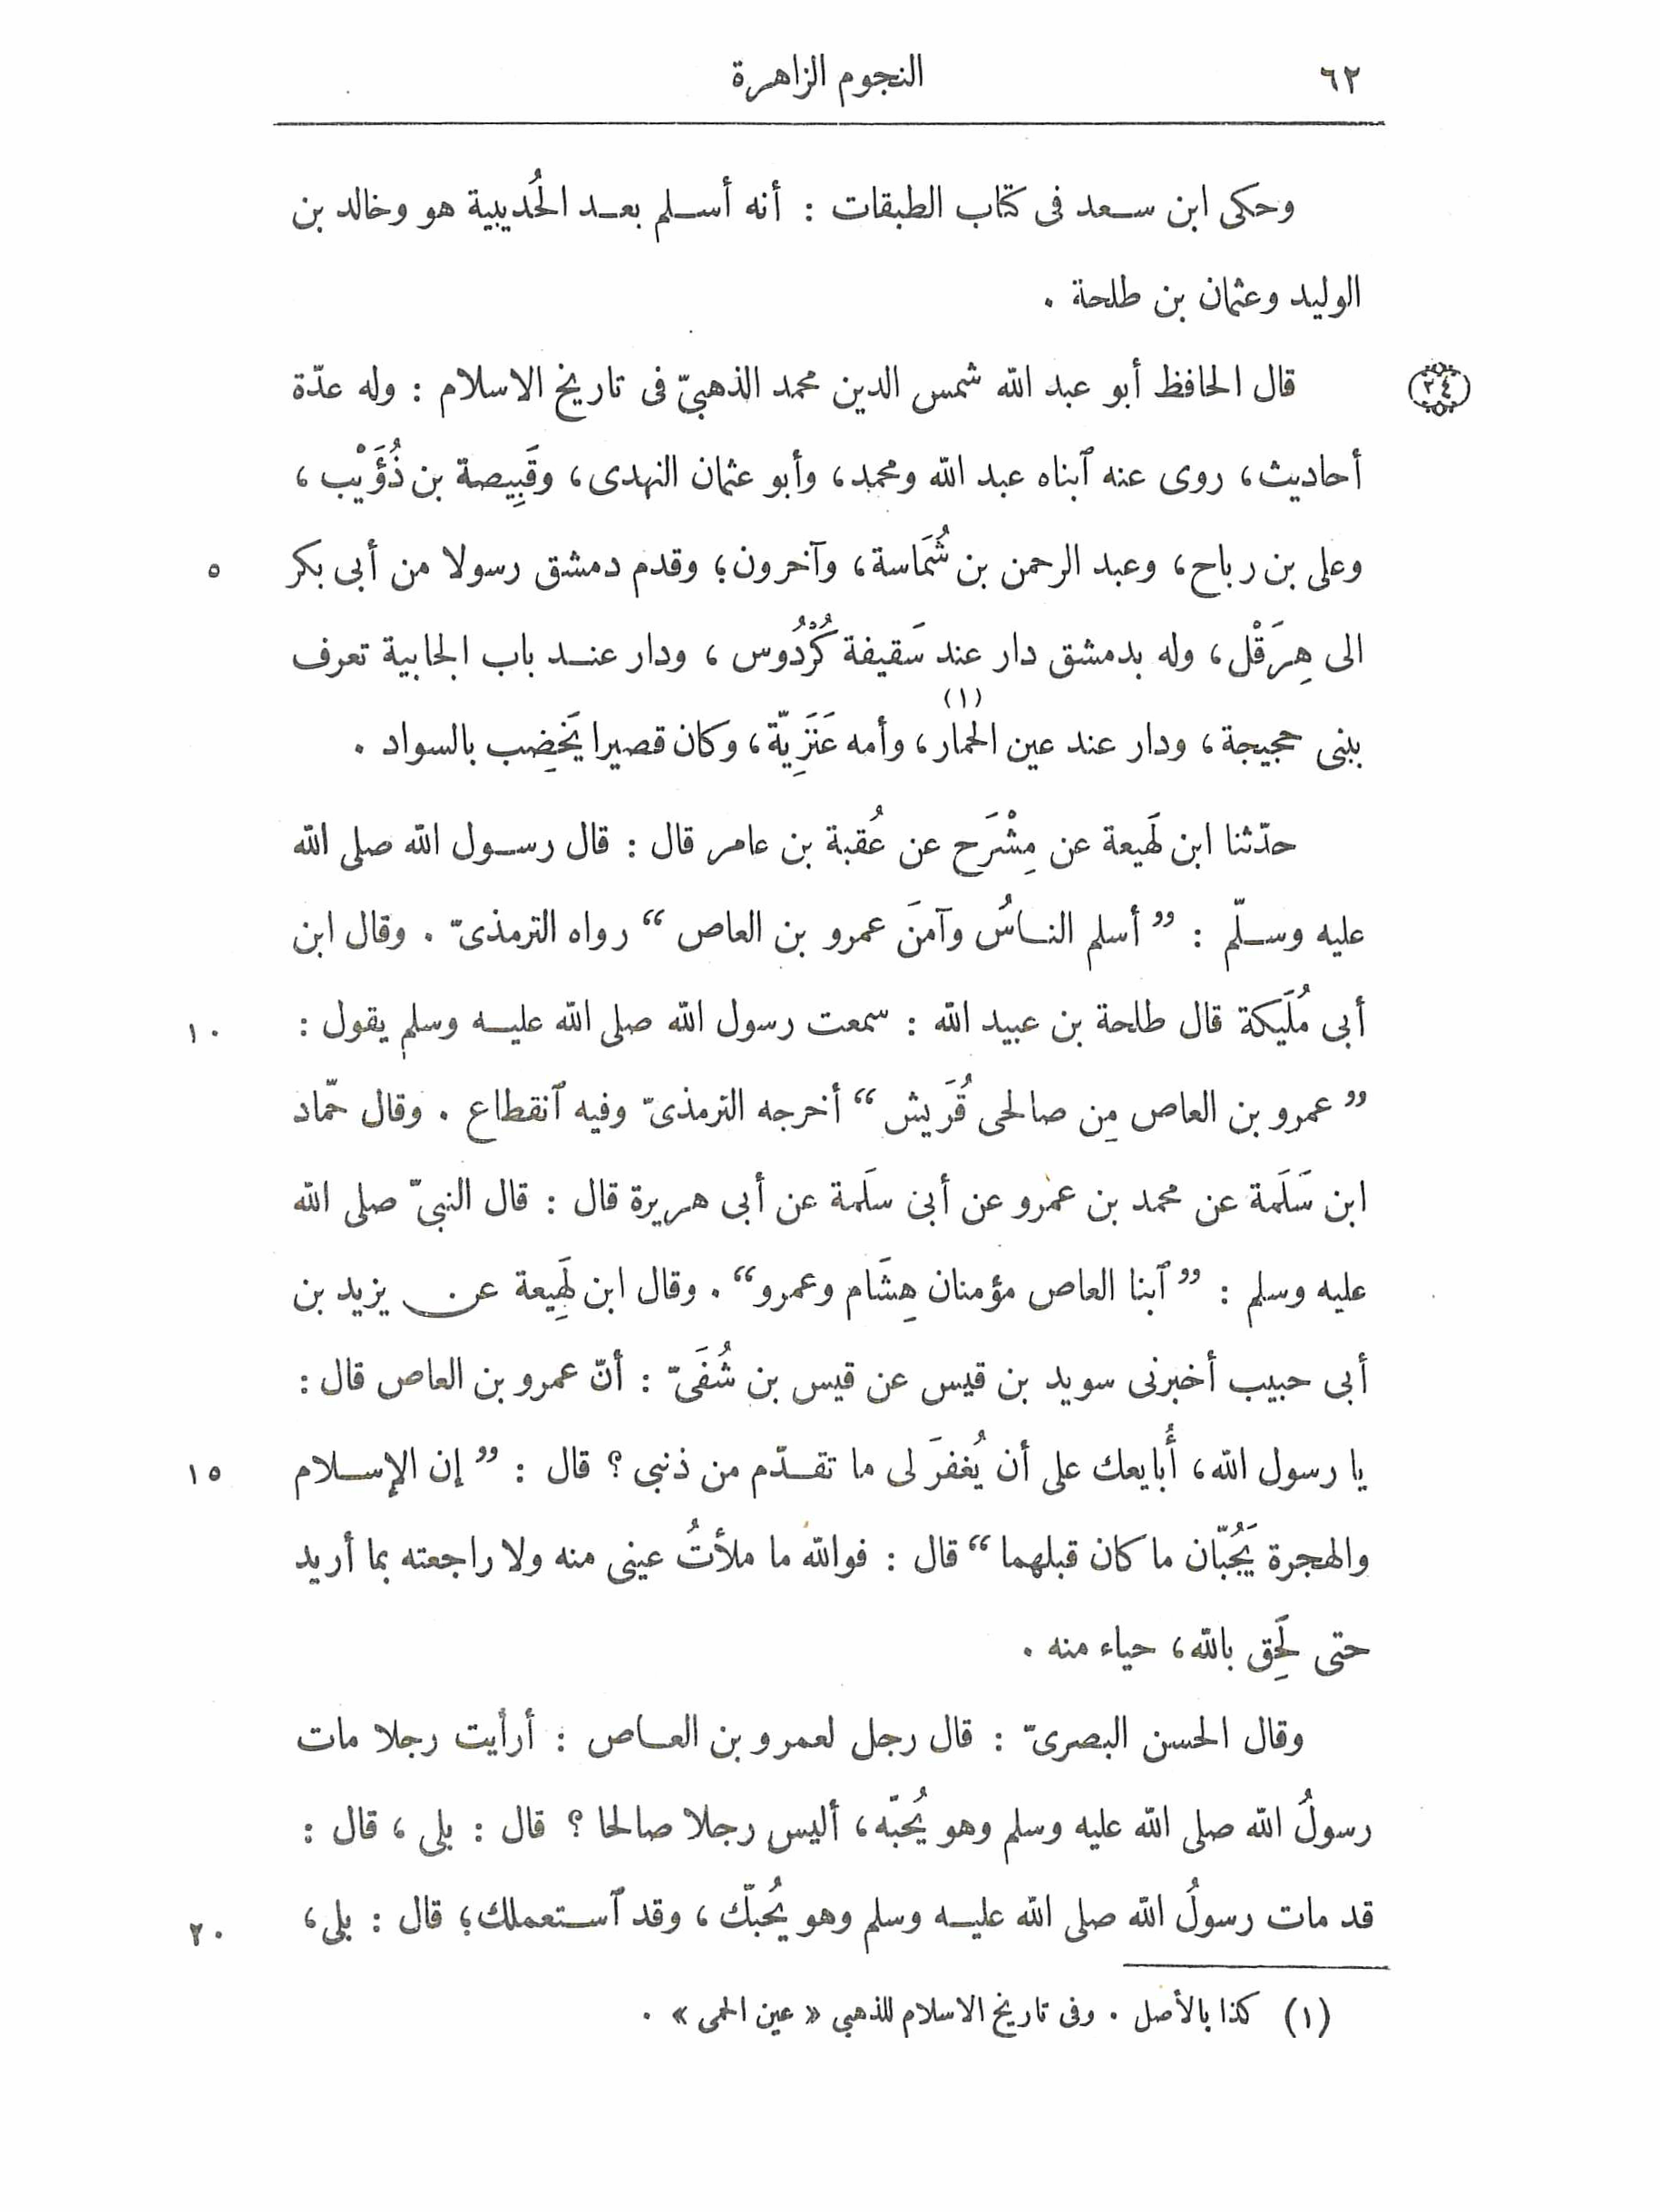 ٦٢
النجوم الزاهرة
وحكى ابن سعد فى كتاب الطبقات : أنه أسلم بعد الحُديبية هو وخالد بن
الوليد وعثمان بن طلحة .
٢٤
قال الحافظ أبو عبد الله شمس الدين محمد الذهبىّ فى تاريخ الاسلام : وله عدّة
أحاديث، روى عنه ٱبناه عبد الله ومحمد، وأبو عثمان النهدى، وقَبِيصة بن ذُؤَيْب،
وعلى بن رباح، وعبد الرحمن بن شُمَاسة، وآخرون؛ وقدم دمشق رسولا من أبى بكر
٥
الى هِرَقْل، وله بدمشق دار عند سَقيفة كُرْدُوس، ودار عند باب الجابية تعرف
ببنى حجيجة، ودار عند عين الحمار(١)، وأمه عَنَزِيّة، وكان قصيرا يَخضِب بالسواد .
حدّثنا ابن لَهيعة عن مِشْرَح عن عُقبة بن عامر قال : قال رسول الله صلى الله
عليه وسلّم : ”أسلم الناسُ وآمنَ عمرو بن العاص“ رواه الترمذىّ . وقال ابن
أبى مُلَيكة قال طلحة بن عبيد الله : سمعت رسول الله صلى الله عليه وسلم يقول :
١٠
”عمرو بن العاص مِن صالحى قُرَيش“ أخرجه الترمذىّ وفيه ٱنقطاع . وقال حمّاد
ابن سَلَمة عن محمد بن عمرو عن أبى سلَمة عن أبى هريرة قال : قال النبىّ صلى الله
عليه وسلم : ”ٱبنا العاص مؤمنان هِشَام وعمرو“ . وقال ابن لَهِيعة عن يزيد بن
أبى حبيب أخبرنى سويد بن قيس عن قيس بن شُفَىّ : أنّ عمرو بن العاص قال :
يا رسول الله، أُبايعك على أن يُغفرَ لى ما تقدّم من ذنبى ؟ قال : ”إن الإسلام
١٥
والهجرة يَجُبّان ما كان قبلهما“ قال : فوالله ما ملأتُ عينى منه ولا راجعته بما أريد
حتى لَحِق بالله، حياء منه .
وقال الحسن البصرىّ : قال رجل لعمرو بن العاص : أرأيت رجلا مات
رسولُ الله صلى الله عليه وسلم وهو يُحبّه، أليس رجلا صالحا ؟ قال : بلى، قال :
قد مات رسولُ الله صلى الله عليه وسلم وهو يُحبّك، وقد ٱستعملك؛ قال : بلى،
٢٠
(١) كذا بالأصل . وفى تاريخ الاسلام للذهبى « عين الحمى » .